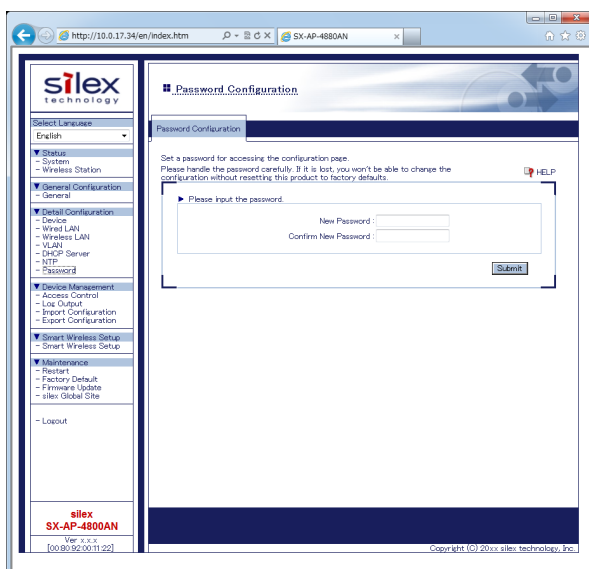 http://10.0.17.34/en/index.htm
SX-AP-4880AN
silex
technology
Select Language
English
▼ Status
- System
- Wireless Station
▼ General Configuration
- General
▼ Detail Configuration
- Device
- Wired LAN
- Wireless LAN
- VLAN
- DHCP Server
- NTP
- Password
▼ Device Management
- Access Control
- Log Output
- Import Configuration
- Export Configuration
▼ Smart Wireless Setup
- Smart Wireless Setup
▼ Maintenance
- Restart
- Factory Default
- Firmware Update
- silex Global Site
- Logout
silex
SX-AP-4800AN
Ver x.x.x
[00:80:92:00:11:22]
Password Configuration
Password Configuration
Set a password for accessing the configuration page.
Please handle the password carefully. If it is lost, you won't be able to change the
configuration without resetting this product to factory defaults.
HELP
► Please input the password.
New Password :
Confirm New Password :
Submit
Copyright (C) 20xx silex technology, Inc.